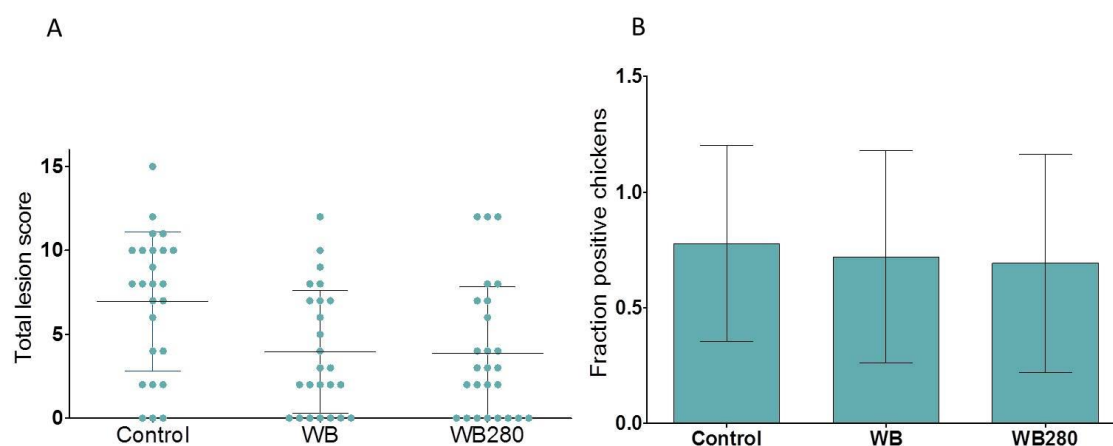 A
Total lesion score
15
10
5
0
Control WB WB280
B
Fraction positive chickens
1.5
1.0
0.5
0.0
Control WB WB280